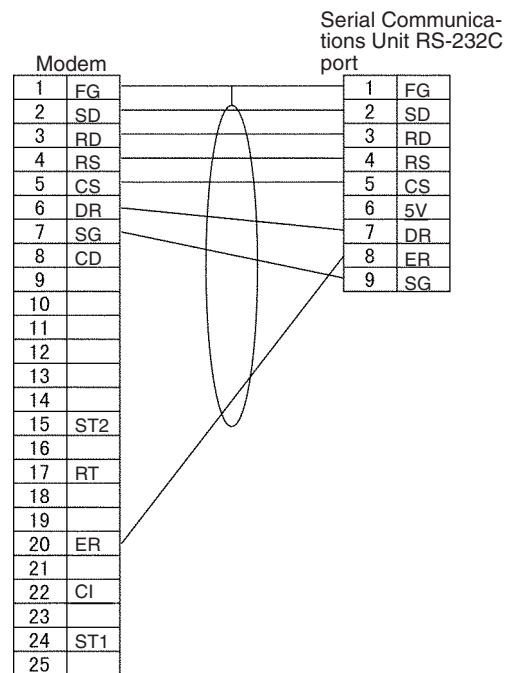 Serial Communica-
tions Unit RS-232C
port
Modem
1 FG
2 SD
3 RD
4 RS
5 CS
6 DR
7 SG
8 CD
9
10
11
12
13
14
15 ST2
16
17 RT
18
19
20 ER
21
22 CI
23
24 ST1
25
1 FG
2 SD
3 RD
4 RS
5 CS
6 5V
7 DR
8 ER
9 SG